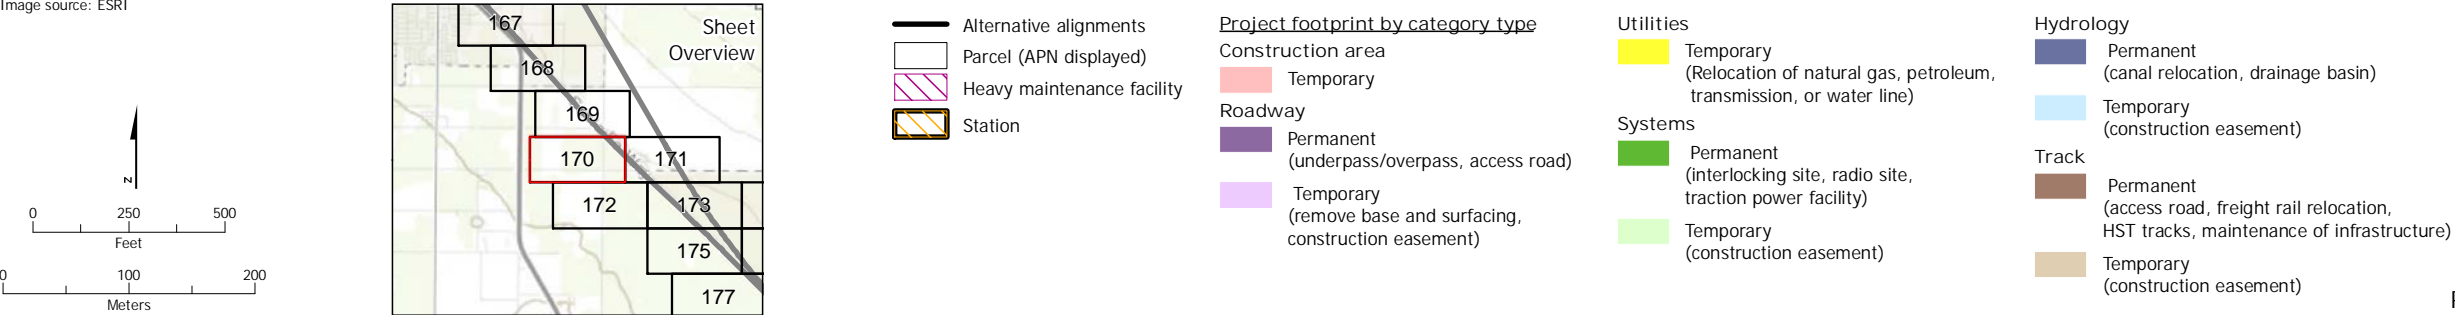 Image source: ESRI
N
0 250 500
Feet
0 100 200
Meters
Sheet
Overview
167
168
169
170
171
172
173
175
177
Alternative alignments
Parcel (APN displayed)
Heavy maintenance facility
Station
Project footprint by category type
Construction area
Temporary
Roadway
Permanent
(underpass/overpass, access road)
Temporary
(remove base and surfacing,
construction easement)
Utilities
Temporary
(Relocation of natural gas, petroleum,
transmission, or water line)
Systems
Permanent
(interlocking site, radio site,
traction power facility)
Temporary
(construction easement)
Hydrology
Permanent
(canal relocation, drainage basin)
Temporary
(construction easement)
Track
Permanent
(access road, freight rail relocation,
HST tracks, maintenance of infrastructure)
Temporary
(construction easement)